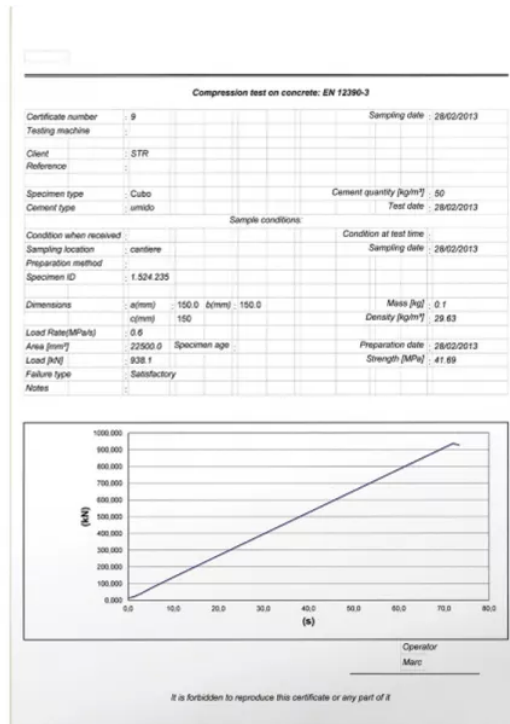 Compression test on concrete: EN 12390-3
Certificate number : 9 Sampling date : 28/02/2013
Testing machine :
Client : STR
Reference :
Specimen type : Cubo Cement quantity [kg/m³] : 50
Cement type : umido Test date : 28/02/2013
Sample conditions:
Condition when received : Condition at test time :
Sampling location : cantiere Sampling date : 28/02/2013
Preparation method :
Specimen ID : 1.524.235
Dimensions : a(mm) : 150.0 b(mm) : 150.0 Mass [kg] : 0.1
c(mm) 150 Density [kg/m³] : 29.63
Load Rate(MPa/s) : 0.6
Area [mm²] : 22500.0 Specimen age : Preparation date : 28/02/2013
Load [kN] : 938.1 Strength [MPa] : 41.69
Failure type : Satisfactory
Notes :
1000,000
900,000
800,000
700,000
600,000
500,000
400,000
300,000
200,000
100,000
0,000
(kN)
0,0 10,0 20,0 30,0 40,0 50,0 60,0 70,0 80,0
(s)
Operator
Marc
It is forbidden to reproduce this certificate or any part of it